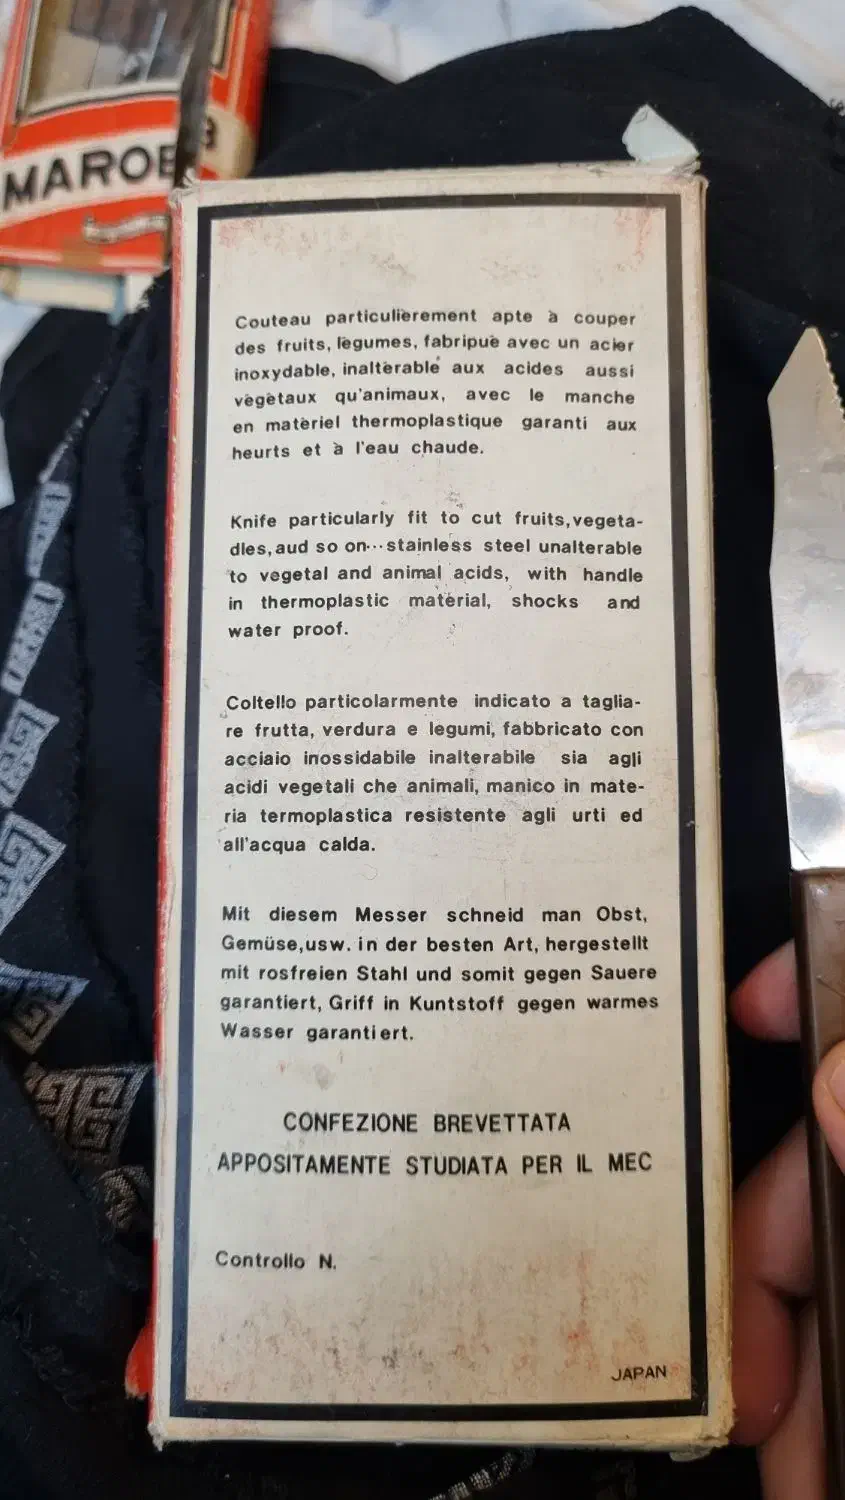 MAROE
Couteau particulièrement apte à couper
des fruits, lègumes, fabripuè avec un acier
inoxydable, inaltèrable aux acides aussi
vègètaux qu'animaux, avec le manche
en matèriel thermoplastique garanti aux
heurts et à l'eau chaude.
Knife particularly fit to cut fruits,vegeta-
dles,aud so on...stainless steel unalterable
to vegetal and animal acids, with handle
in thermoplastic material, shocks and
water proof.
Coltello particolarmente indicato a taglia-
re frutta, verdura e legumi, fabbricato con
acciaio inossidabile inalterabile sia agli
acidi vegetali che animali, manico in mate-
ria termoplastica resistente agli urti ed
all'acqua calda.
Mit diesem Messer schneid man Obst,
Gemüse,usw. in der besten Art, hergestellt
mit rosfreien Stahl und somit gegen Sauere
garantiert, Griff in Kuntstoff gegen warmes
Wasser garantiert.
CONFEZIONE BREVETTATA
APPOSITAMENTE STUDIATA PER IL MEC
Controllo N.
JAPAN